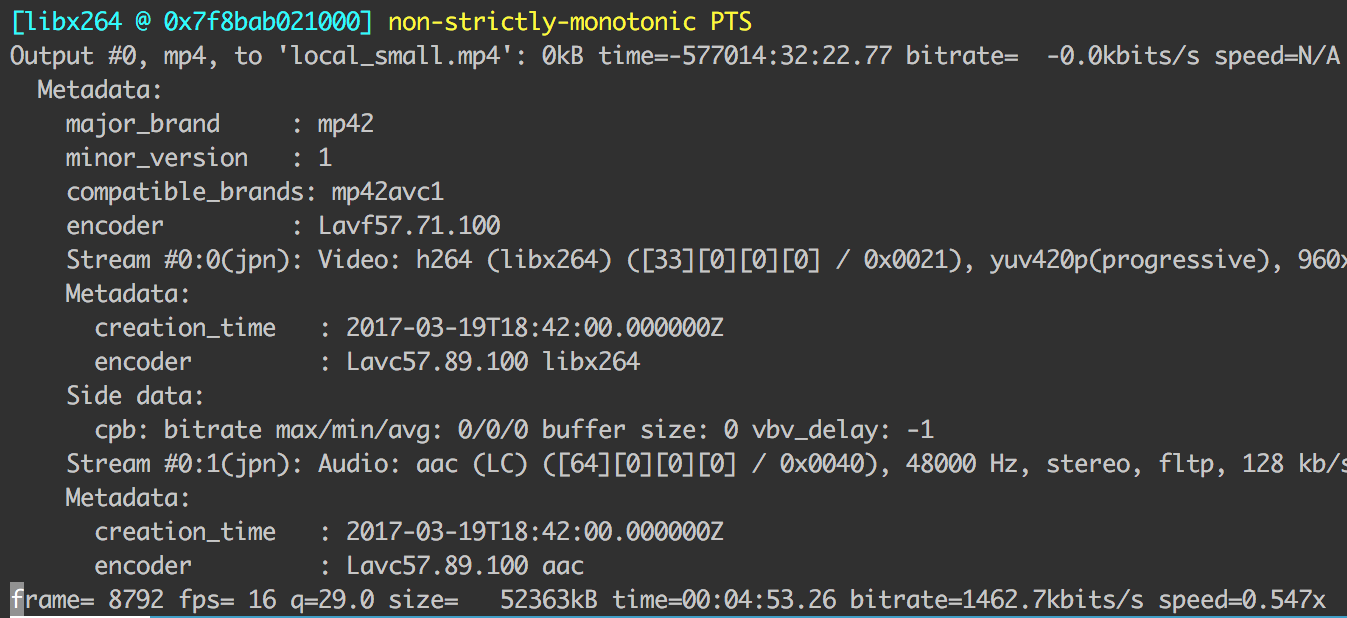 [libx264 @ 0x7f8bab021000] non-strictly-monotonic PTS
Output #0, mp4, to 'local_small.mp4': 0kB time=-577014:32:22.77 bitrate=  -0.0kbits/s speed=N/A
  Metadata:
    major_brand     : mp42
    minor_version   : 1
    compatible_brands: mp42avc1
    encoder         : Lavf57.71.100
    Stream #0:0(jpn): Video: h264 (libx264) ([33][0][0][0] / 0x0021), yuv420p(progressive), 960x
    Metadata:
      creation_time   : 2017-03-19T18:42:00.000000Z
      encoder         : Lavc57.89.100 libx264
    Side data:
      cpb: bitrate max/min/avg: 0/0/0 buffer size: 0 vbv_delay: -1
    Stream #0:1(jpn): Audio: aac (LC) ([64][0][0][0] / 0x0040), 48000 Hz, stereo, fltp, 128 kb/s
    Metadata:
      creation_time   : 2017-03-19T18:42:00.000000Z
      encoder         : Lavc57.89.100 aac
frame= 8792 fps= 16 q=29.0 size=   52363kB time=00:04:53.26 bitrate=1462.7kbits/s speed=0.547x